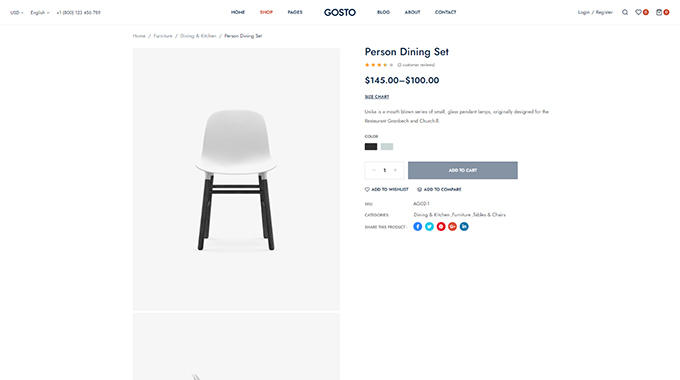 USD English +1 (800) 123 456 789 HOME SHOP PAGES GOSTO BLOG ABOUT CONTACT Login / Register 0 0
Home / Furniture / Dining & Kitchen / Person Dining Set
Person Dining Set
(2 customer reviews)
$145.00–$100.00
SIZE CHART
Unike is a mouth blown series of small, glass pendant lamps, originally designed for the
Restaurant Gronbech and Churchill.
COLOR
− 1 + ADD TO CART
ADD TO WISHLIST ADD TO COMPARE
SKU AG02-1
CATEGORIES: Dining & Kitchen ,Furniture ,Tables & Chairs
SHARE THIS PRODUCT: